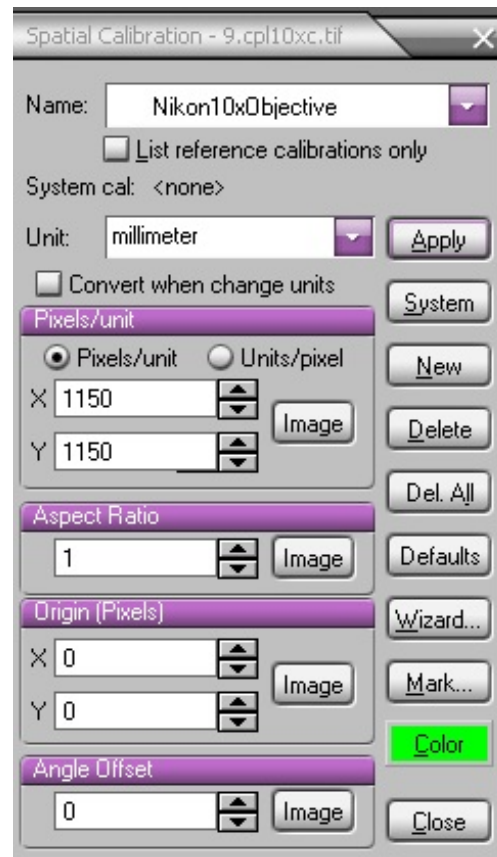 Spatial Calibration - 9.cpl10xc.tif
Name: Nikon10xObjective
List reference calibrations only
System cal: <none>
Unit: millimeter
Apply
Convert when change units
System
Pixels/unit
Pixels/unit Units/pixel
New
X 1150
Image
Delete
Y 1150
Del. All
Aspect Ratio
1 Image Defaults
Origin (Pixels)
Wizard...
X 0
Image
Mark...
Y 0
Color
Angle Offset
0 Image Close